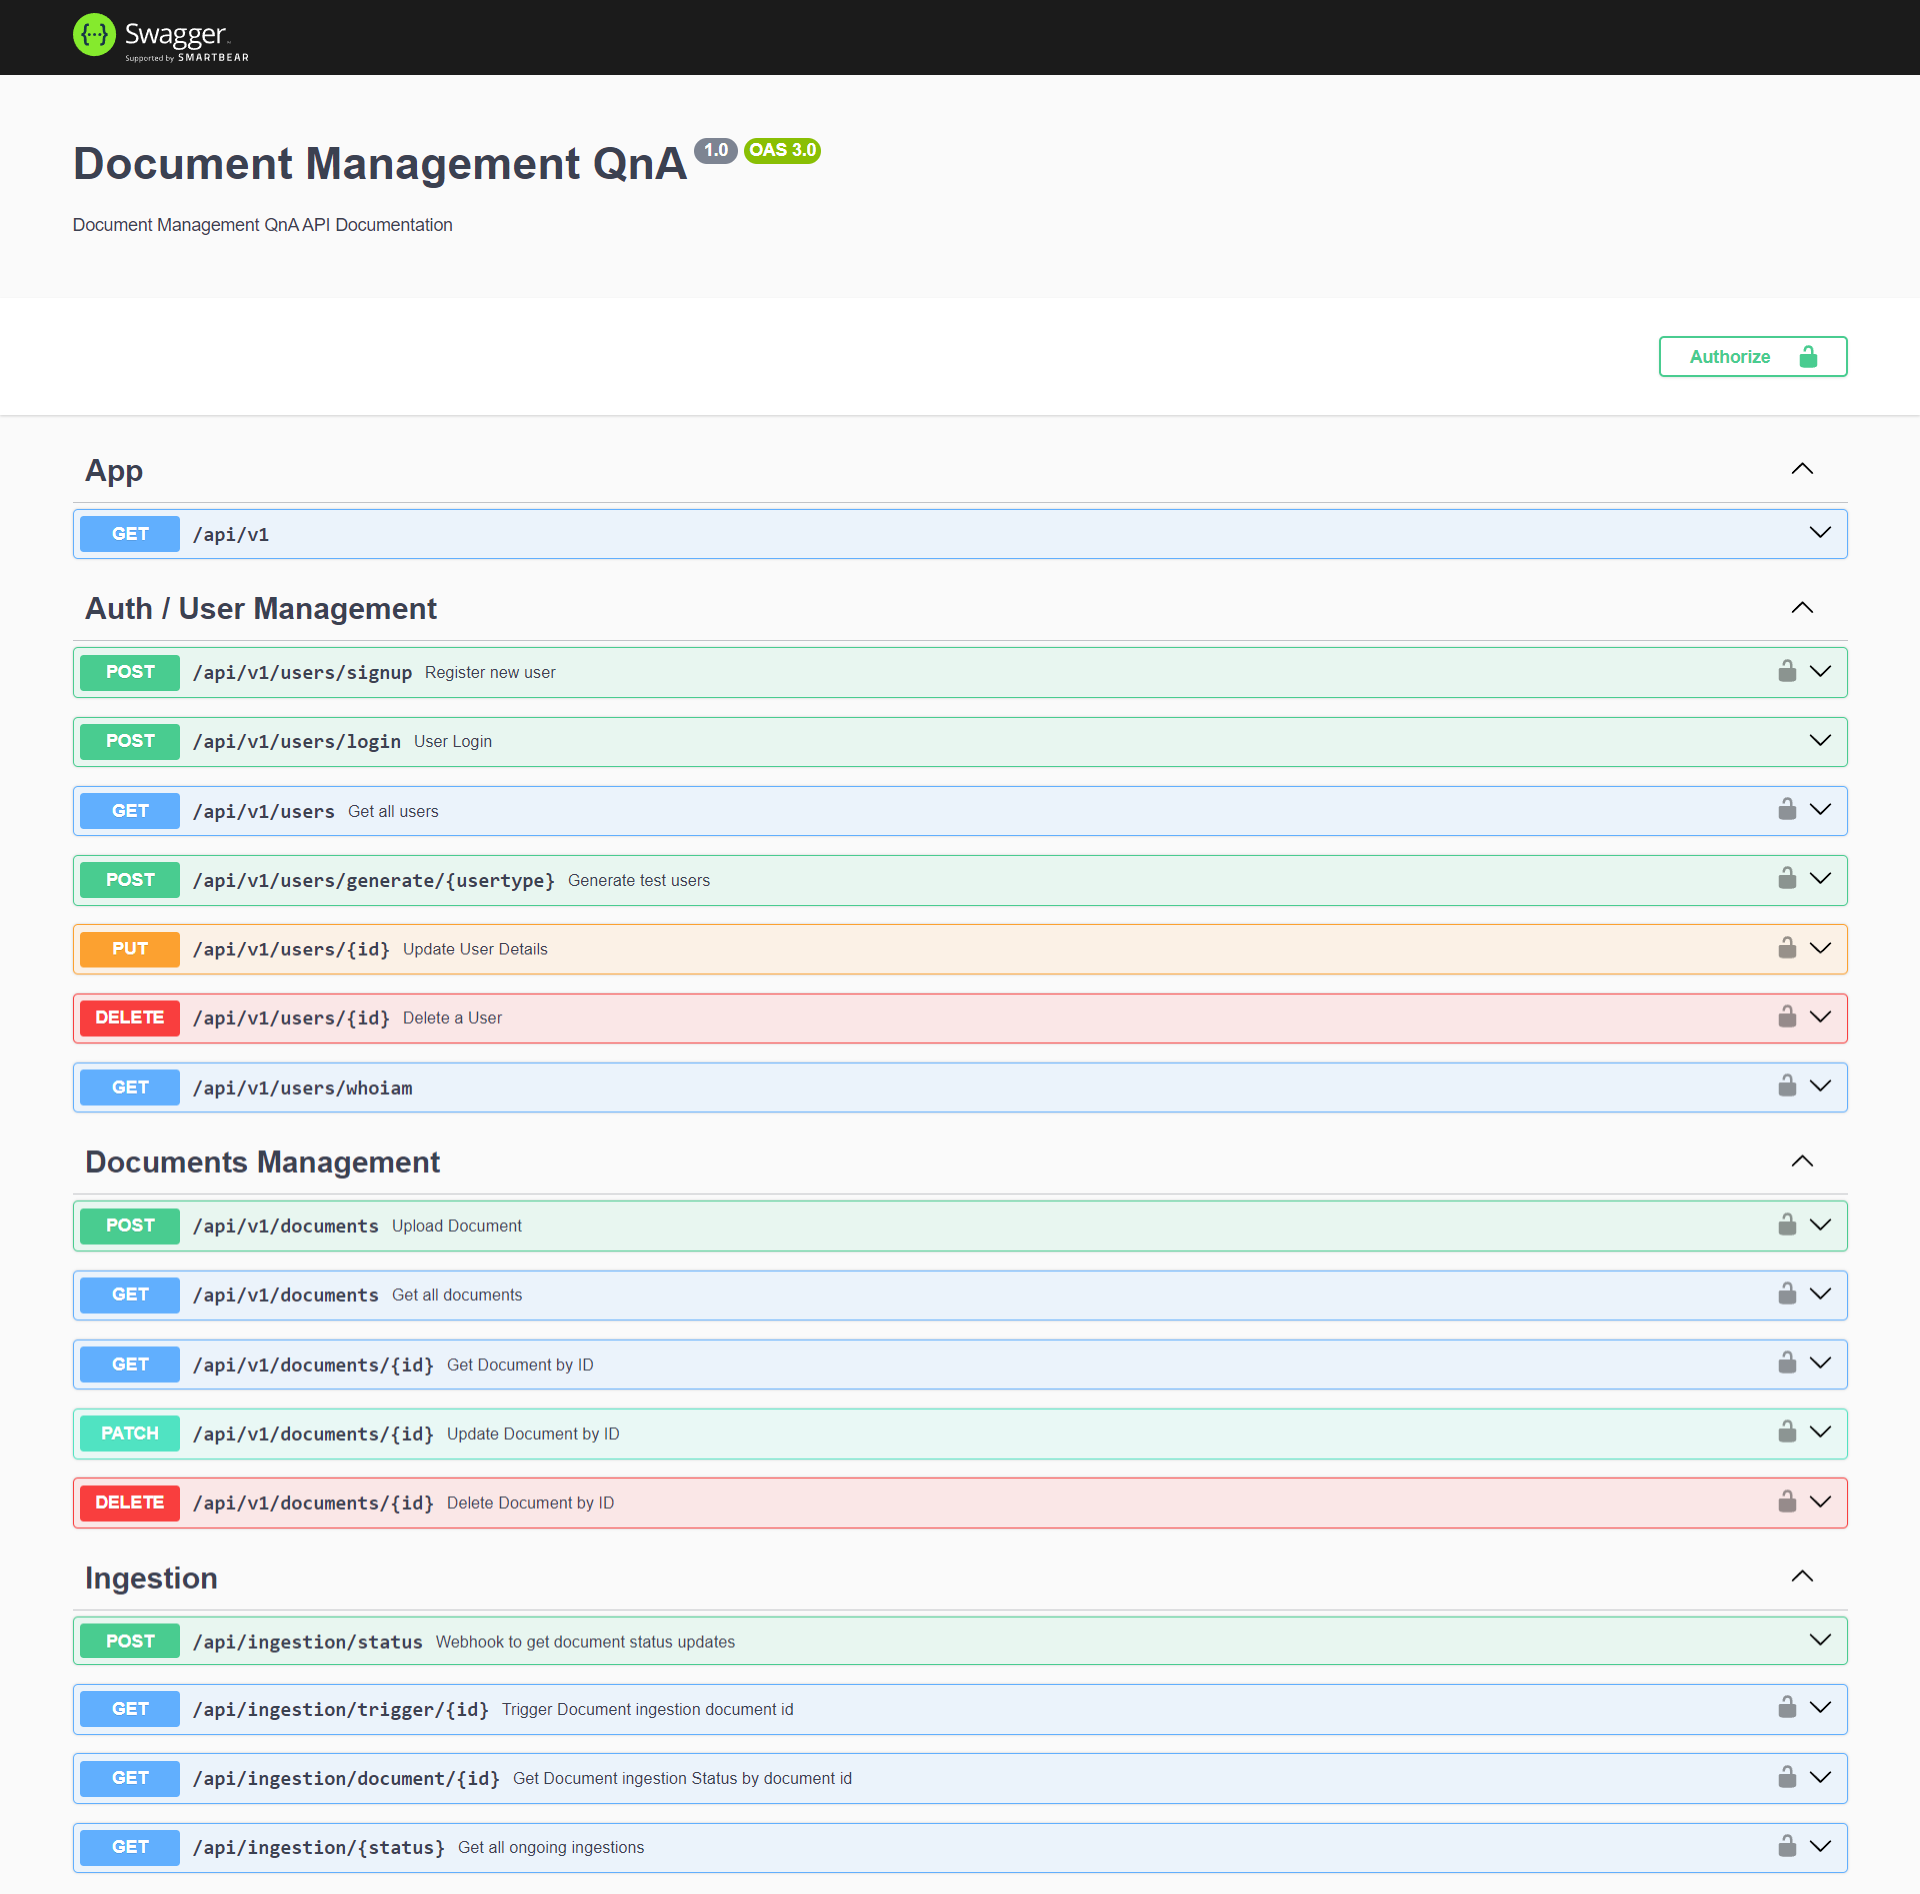 {···} Swagger
Supported by SMARTBEAR
Document Management QnA 1.0 OAS 3.0
Document Management QnA API Documentation
Authorize
App
GET /api/v1
Auth / User Management
POST /api/v1/users/signup Register new user
POST /api/v1/users/login User Login
GET /api/v1/users Get all users
POST /api/v1/users/generate/{usertype} Generate test users
PUT /api/v1/users/{id} Update User Details
DELETE /api/v1/users/{id} Delete a User
GET /api/v1/users/whoiam
Documents Management
POST /api/v1/documents Upload Document
GET /api/v1/documents Get all documents
GET /api/v1/documents/{id} Get Document by ID
PATCH /api/v1/documents/{id} Update Document by ID
DELETE /api/v1/documents/{id} Delete Document by ID
Ingestion
POST /api/ingestion/status Webhook to get document status updates
GET /api/ingestion/trigger/{id} Trigger Document ingestion document id
GET /api/ingestion/document/{id} Get Document ingestion Status by document id
GET /api/ingestion/{status} Get all ongoing ingestions